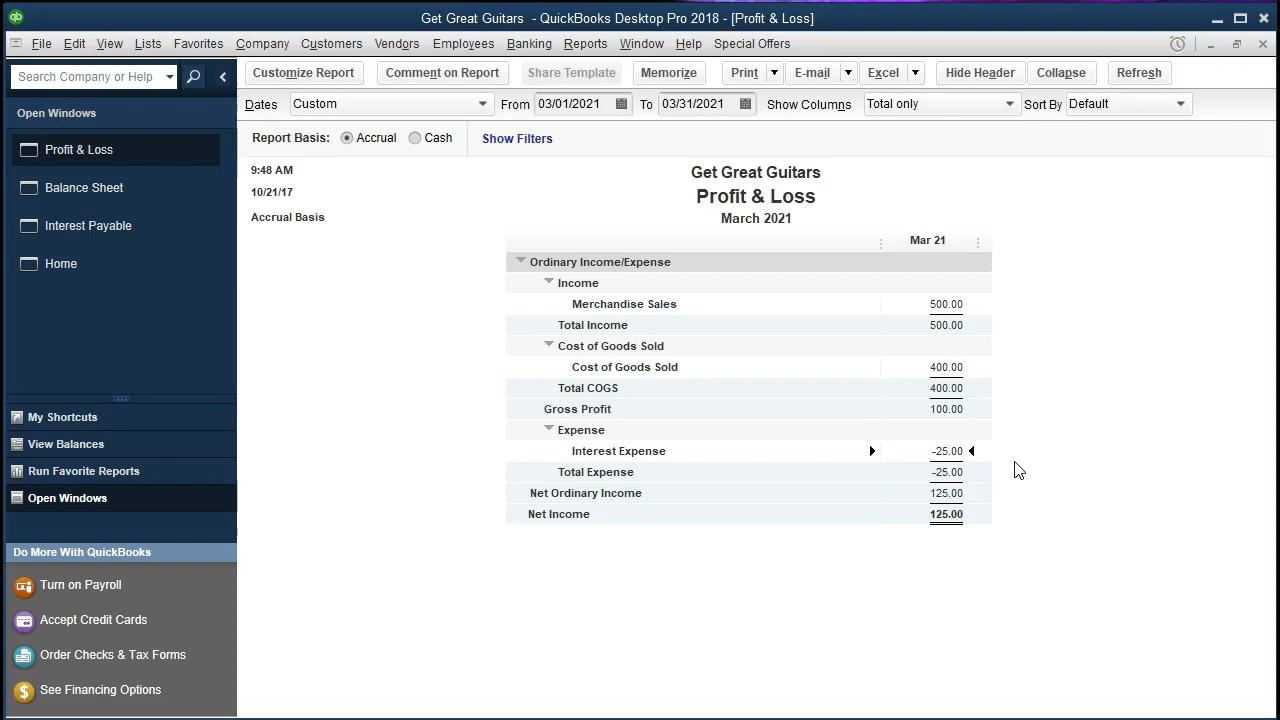 Get Great Guitars - QuickBooks Desktop Pro 2018 - [Profit & Loss]
File Edit View Lists Favorites Company Customers Vendors Employees Banking Reports Window Help Special Offers
Search Company or Help
Customize Report Comment on Report Share Template Memorize Print E-mail Excel Hide Header Collapse Refresh
Dates Custom From 03/01/2021 To 03/31/2021 Show Columns Total only Sort By Default
Report Basis: Accrual Cash Show Filters
Open Windows
Profit & Loss
Balance Sheet
Interest Payable
Home
My Shortcuts
View Balances
Run Favorite Reports
Open Windows
Do More With QuickBooks
Turn on Payroll
Accept Credit Cards
Order Checks & Tax Forms
See Financing Options
9:48 AM
10/21/17
Accrual Basis
Get Great Guitars
Profit & Loss
March 2021
Mar 21
Ordinary Income/Expense
Income
Merchandise Sales 500.00
Total Income 500.00
Cost of Goods Sold
Cost of Goods Sold 400.00
Total COGS 400.00
Gross Profit 100.00
Expense
Interest Expense -25.00
Total Expense -25.00
Net Ordinary Income 125.00
Net Income 125.00